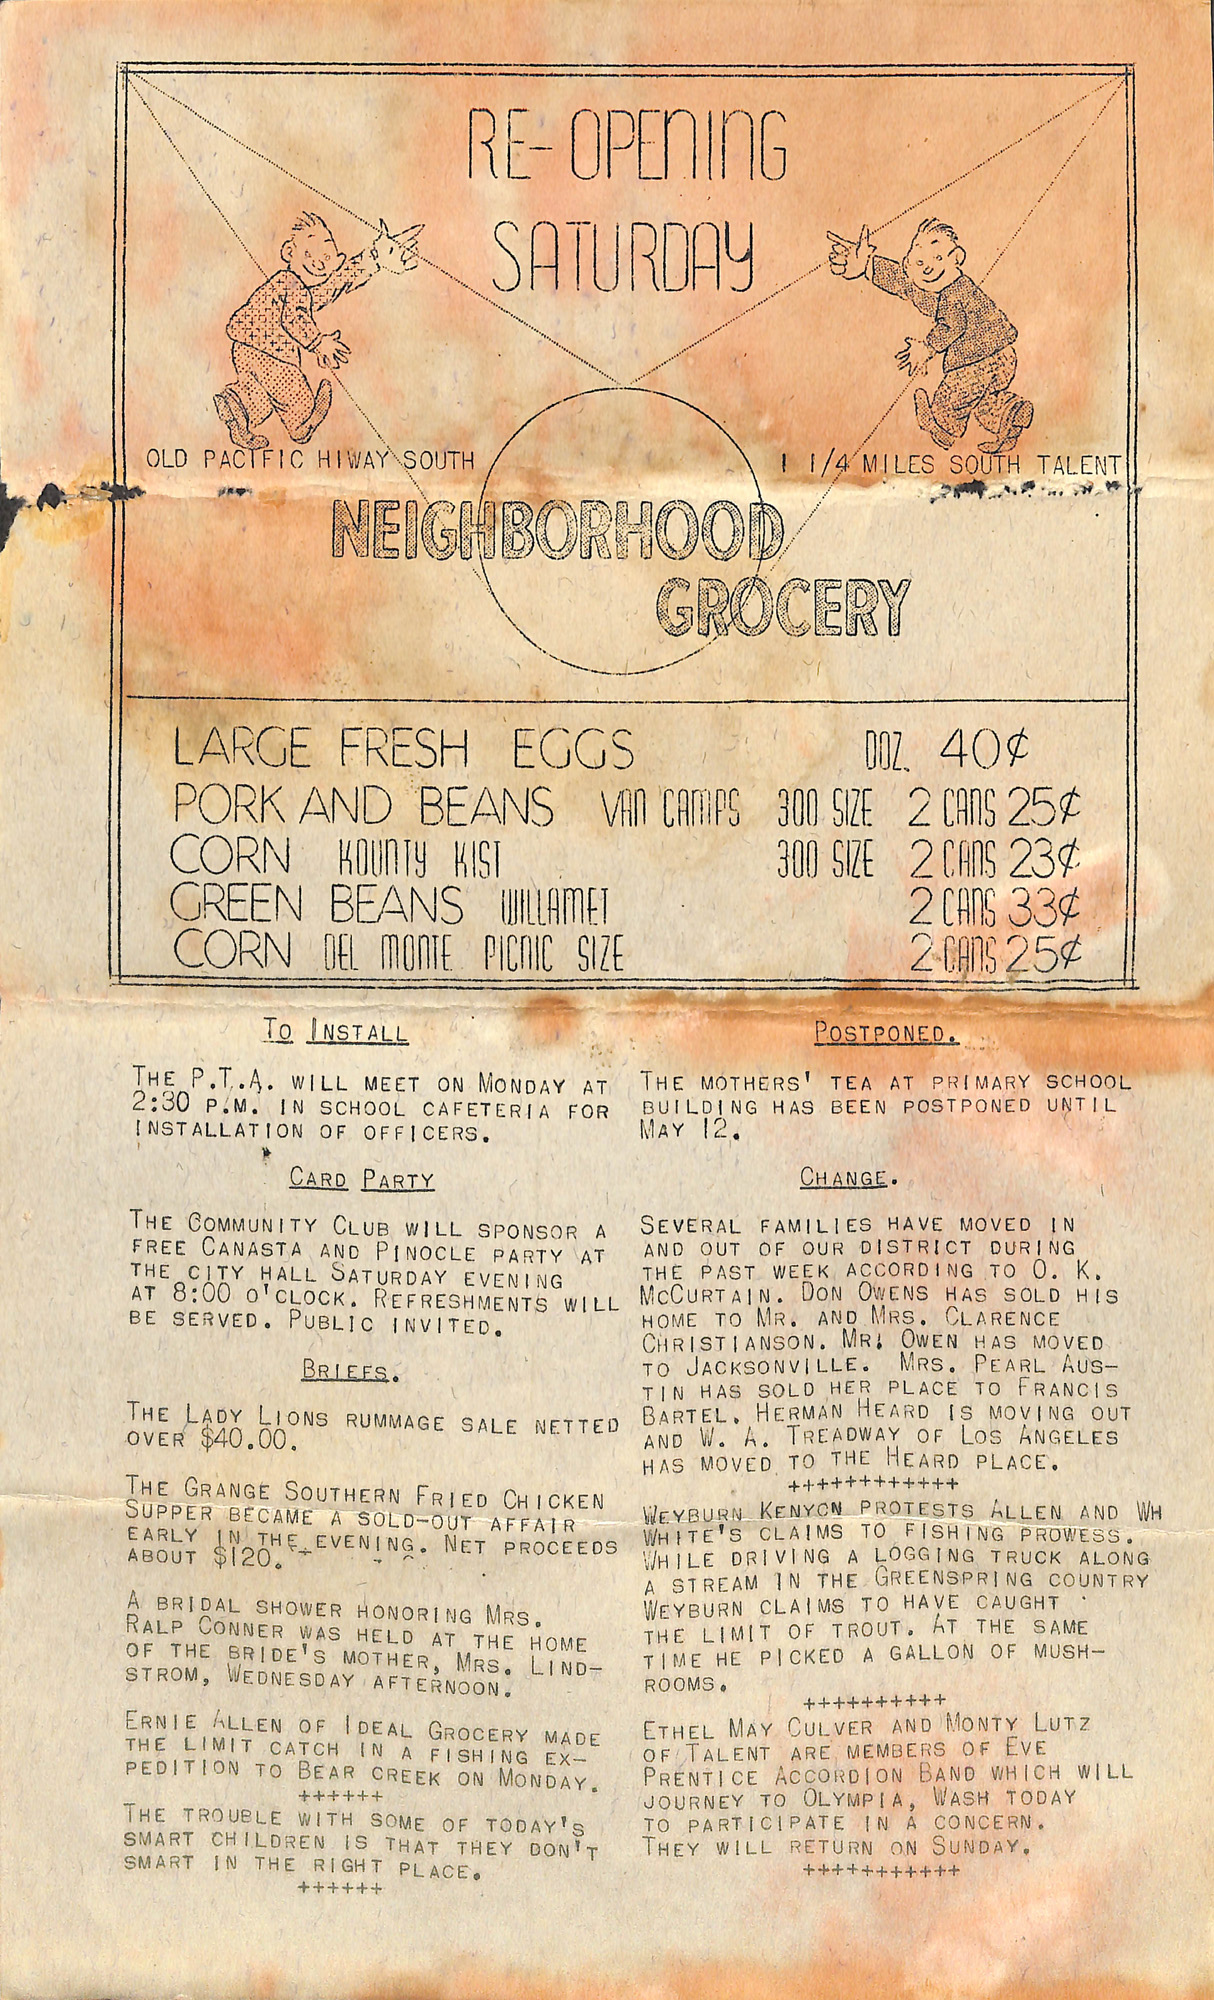 RE-OPENING
SATURDAY
OLD PACIFIC HIWAY SOUTH
1 1/4 MILES SOUTH TALENT
NEIGHBORHOOD
GROCERY
LARGE FRESH EGGS DOZ. 40¢
PORK AND BEANS VAN CAMPS 300 SIZE 2 CANS 25¢
CORN KOUNTY KIST 300 SIZE 2 CANS 23¢
GREEN BEANS WILLAMET 2 CANS 33¢
CORN DEL MONTE PICNIC SIZE 2 CANS 25¢
TO INSTALL
THE P.T.A. WILL MEET ON MONDAY AT
2:30 P.M. IN SCHOOL CAFETERIA FOR
INSTALLATION OF OFFICERS.
CARD PARTY
THE COMMUNITY CLUB WILL SPONSOR A
FREE CANASTA AND PINOCLE PARTY AT
THE CITY HALL SATURDAY EVENING
AT 8:00 O'CLOCK. REFRESHMENTS WILL
BE SERVED. PUBLIC INVITED.
BRIEFS.
THE LADY LIONS RUMMAGE SALE NETTED
OVER $40.00.
THE GRANGE SOUTHERN FRIED CHICKEN
SUPPER BECAME A SOLD-OUT AFFAIR
EARLY IN THE EVENING. NET PROCEEDS
ABOUT $120.
A BRIDAL SHOWER HONORING MRS.
RALP CONNER WAS HELD AT THE HOME
OF THE BRIDE'S MOTHER, MRS. LIND-
STROM, WEDNESDAY AFTERNOON.
ERNIE ALLEN OF IDEAL GROCERY MADE
THE LIMIT CATCH IN A FISHING EX-
PEDITION TO BEAR CREEK ON MONDAY.
++++++
THE TROUBLE WITH SOME OF TODAY'S
SMART CHILDREN IS THAT THEY DON'T
SMART IN THE RIGHT PLACE.
++++++
POSTPONED.
THE MOTHERS' TEA AT PRIMARY SCHOOL
BUILDING HAS BEEN POSTPONED UNTIL
MAY 12.
CHANGE.
SEVERAL FAMILIES HAVE MOVED IN
AND OUT OF OUR DISTRICT DURING
THE PAST WEEK ACCORDING TO O. K.
MCCURTAIN. DON OWENS HAS SOLD HIS
HOME TO MR. AND MRS. CLARENCE
CHRISTIANSON. MR. OWEN HAS MOVED
TO JACKSONVILLE. MRS. PEARL AUS-
TIN HAS SOLD HER PLACE TO FRANCIS
BARTEL. HERMAN HEARD IS MOVING OUT
AND W. A. TREADWAY OF LOS ANGELES
HAS MOVED TO THE HEARD PLACE.
++++++++++++
WEYBURN KENYON PROTESTS ALLEN AND WH
WHITE'S CLAIMS TO FISHING PROWESS.
WHILE DRIVING A LOGGING TRUCK ALONG
A STREAM IN THE GREENSPRING COUNTRY
WEYBURN CLAIMS TO HAVE CAUGHT
THE LIMIT OF TROUT. AT THE SAME
TIME HE PICKED A GALLON OF MUSH-
ROOMS.
++++++++++
ETHEL MAY CULVER AND MONTY LUTZ
OF TALENT ARE MEMBERS OF EVE
PRENTICE ACCORDION BAND WHICH WILL
JOURNEY TO OLYMPIA, WASH TODAY
TO PARTICIPATE IN A CONCERN.
THEY WILL RETURN ON SUNDAY.
+++++++++++